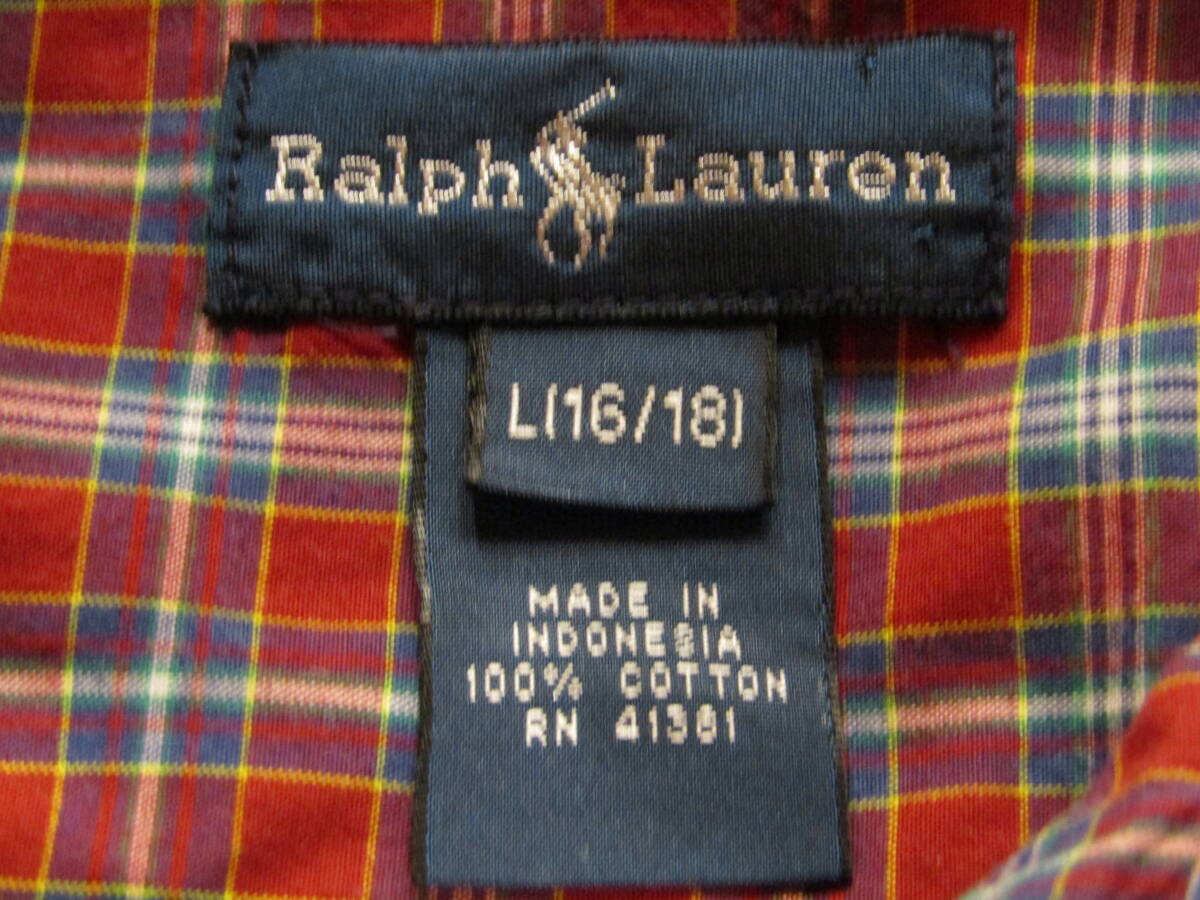 Ralph Lauren
L(16/18)
MADE IN
INDONESIA
100% COTTON
RN 41381